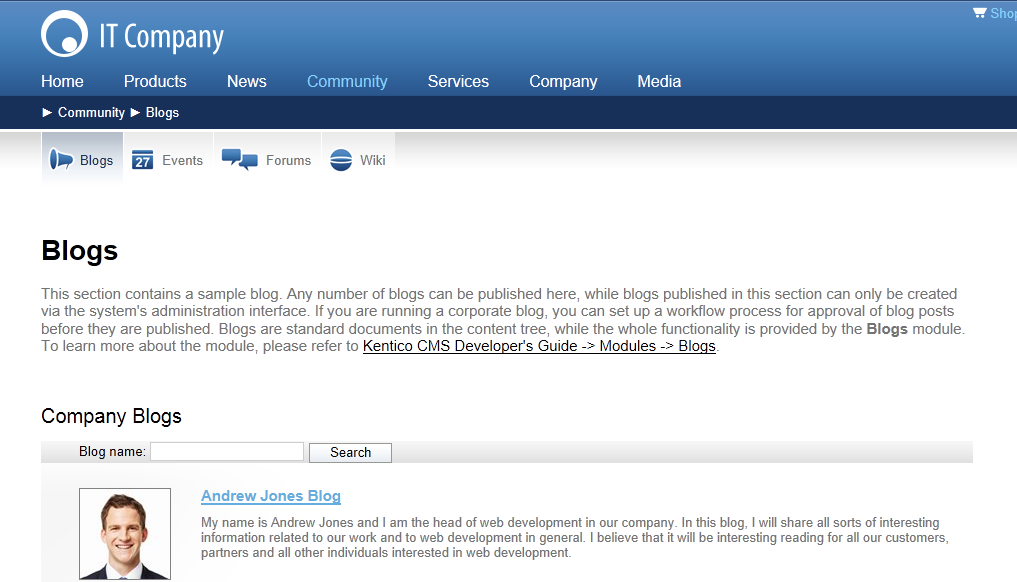 Shop
IT Company
Home Products News Community Services Company Media
► Community ► Blogs
Blogs 27 Events Forums Wiki
Blogs
This section contains a sample blog. Any number of blogs can be published here, while blogs published in this section can only be created
via the system's administration interface. If you are running a corporate blog, you can set up a workflow process for approval of blog posts
before they are published. Blogs are standard documents in the content tree, while the whole functionality is provided by the Blogs module.
To learn more about the module, please refer to Kentico CMS Developer's Guide -> Modules -> Blogs.
Company Blogs
Blog name: Search
Andrew Jones Blog
My name is Andrew Jones and I am the head of web development in our company. In this blog, I will share all sorts of interesting
information related to our work and to web development in general. I believe that it will be interesting reading for all our customers,
partners and all other individuals interested in web development.